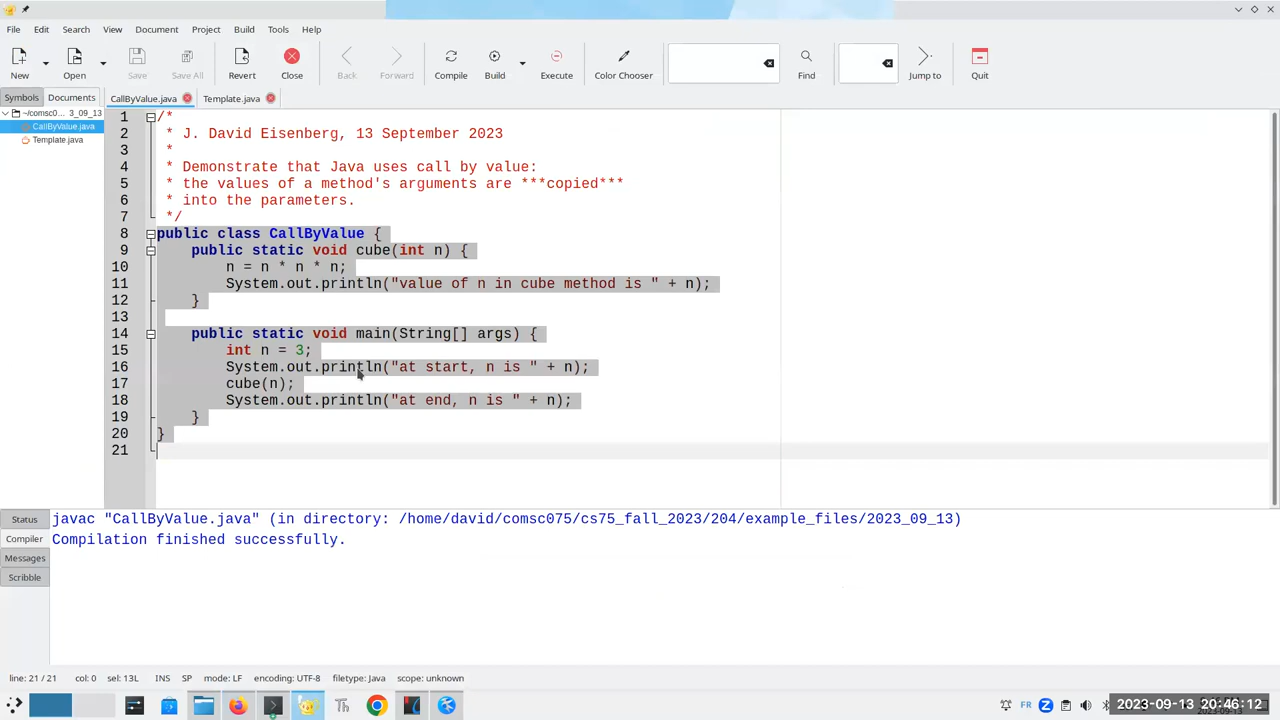 File Edit Search View Document Project Build Tools Help
New Open Save Save All Revert Close Back Forward Compile Build Execute Color Chooser Find Jump to Quit
Symbols Documents CallByValue.java Template.java
~/comsc0... 3_09_13
CallByValue.java
Template.java
1 /*
2 * J. David Eisenberg, 13 September 2023
3 *
4 * Demonstrate that Java uses call by value:
5 * the values of a method's arguments are ***copied***
6 * into the parameters.
7 */
8 public class CallByValue {
9 public static void cube(int n) {
10 n = n * n * n;
11 System.out.println("value of n in cube method is " + n);
12 }
13
14 public static void main(String[] args) {
15 int n = 3;
16 System.out.println("at start, n is " + n);
17 cube(n);
18 System.out.println("at end, n is " + n);
19 }
20 }
21
Status
Compiler
Messages
Scribble
javac "CallByValue.java" (in directory: /home/david/comsc075/cs75_fall_2023/204/example_files/2023_09_13)
Compilation finished successfully.
line: 21 / 21 col: 0 sel: 13L INS SP mode: LF encoding: UTF-8 filetype: Java scope: unknown
Th FR 2023-09-13 20:46:12